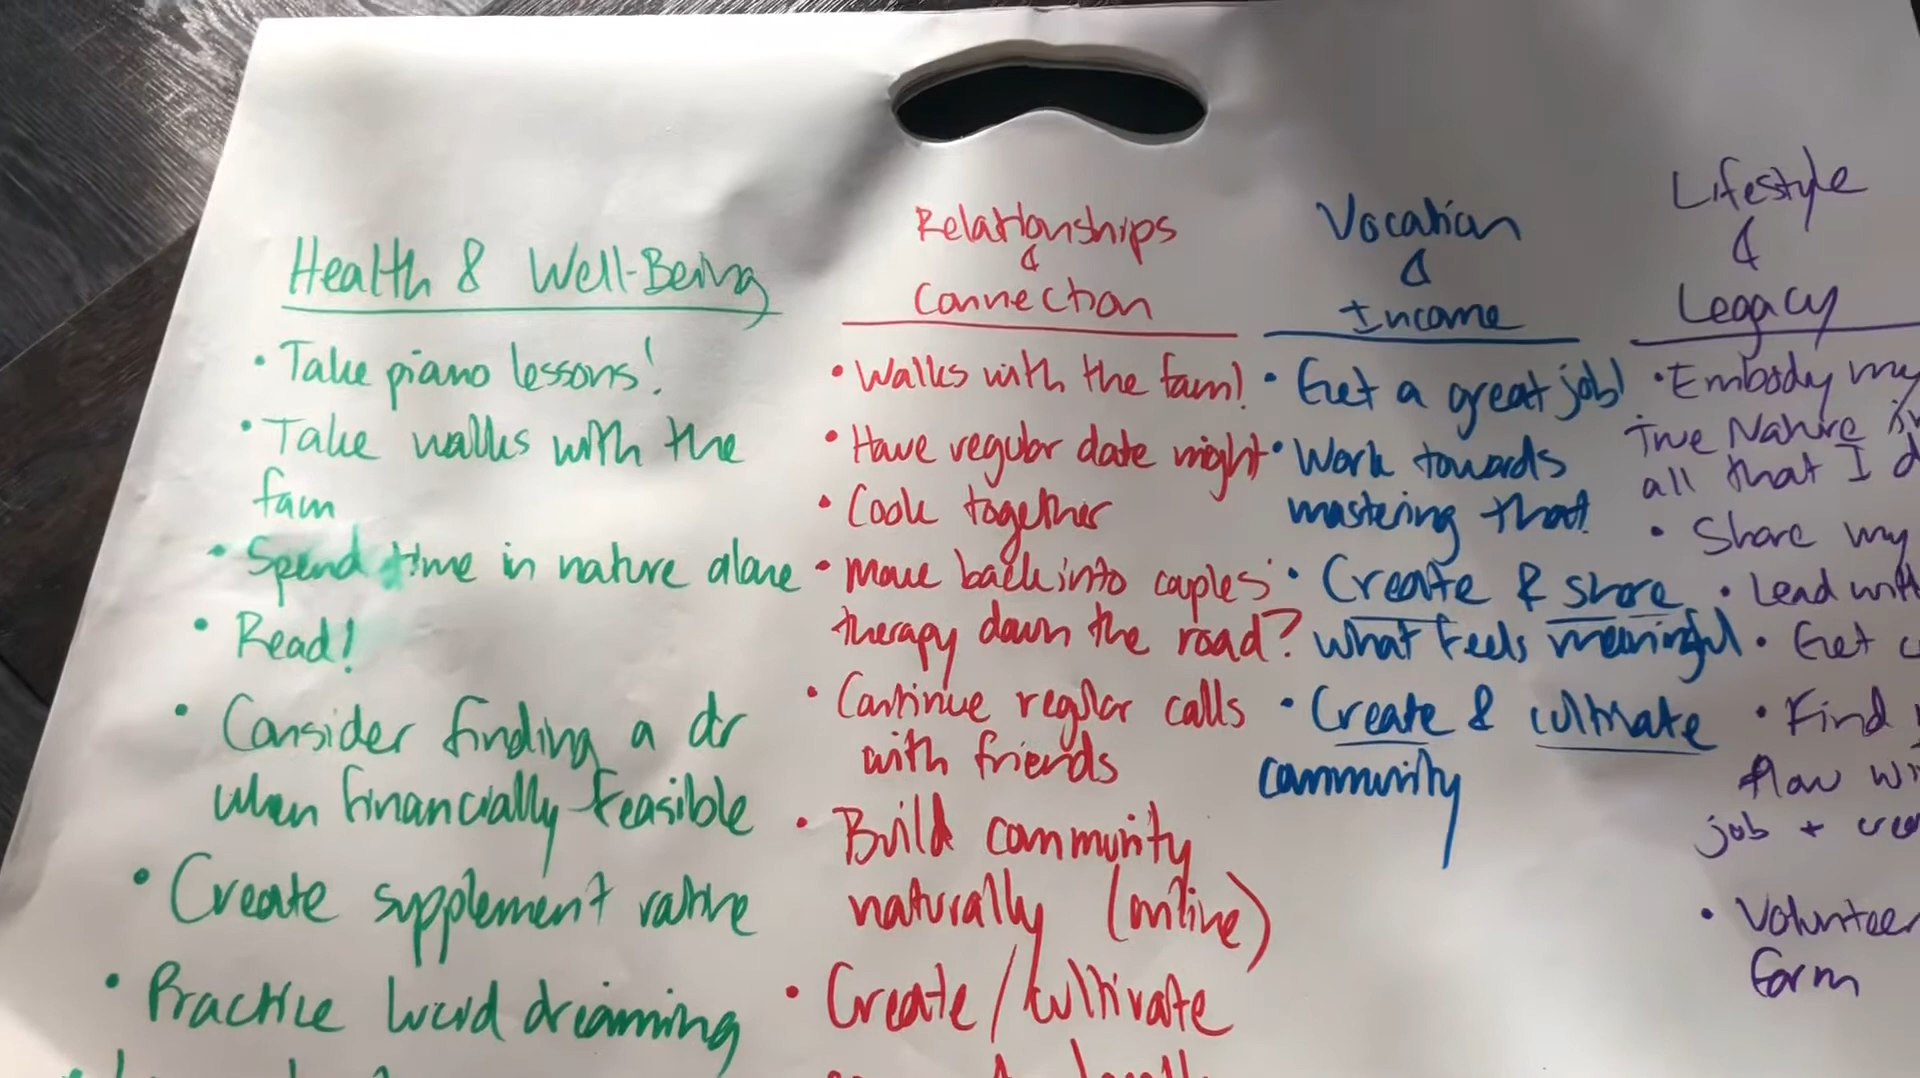 Health & Well-Being
• Take piano lessons!
• Take walks with the
fam
• Spend time in nature alone
• Read!
• Consider finding a dr
when financially feasible
• Create supplement
• Practice lucid dreaming
Relationships
&
Connection
• Walks with the fam!
• Have regular date night
• Cook together
• Move back into couples
therapy down the road?
• Continue regular calls
with friends
• Build community
naturally (online)
• Create/cultivate
Vocation
&
Income
• Get a great job!
• Work towards
mastering that
• Create & share
what feels meaningful
• Create & cultivate
community
Lifestyle
&
Legacy
• Embody my
True Nature in
all that I
• Share my
• Lead with
• Get
• Find
flow
job +
• Volunteer
farm